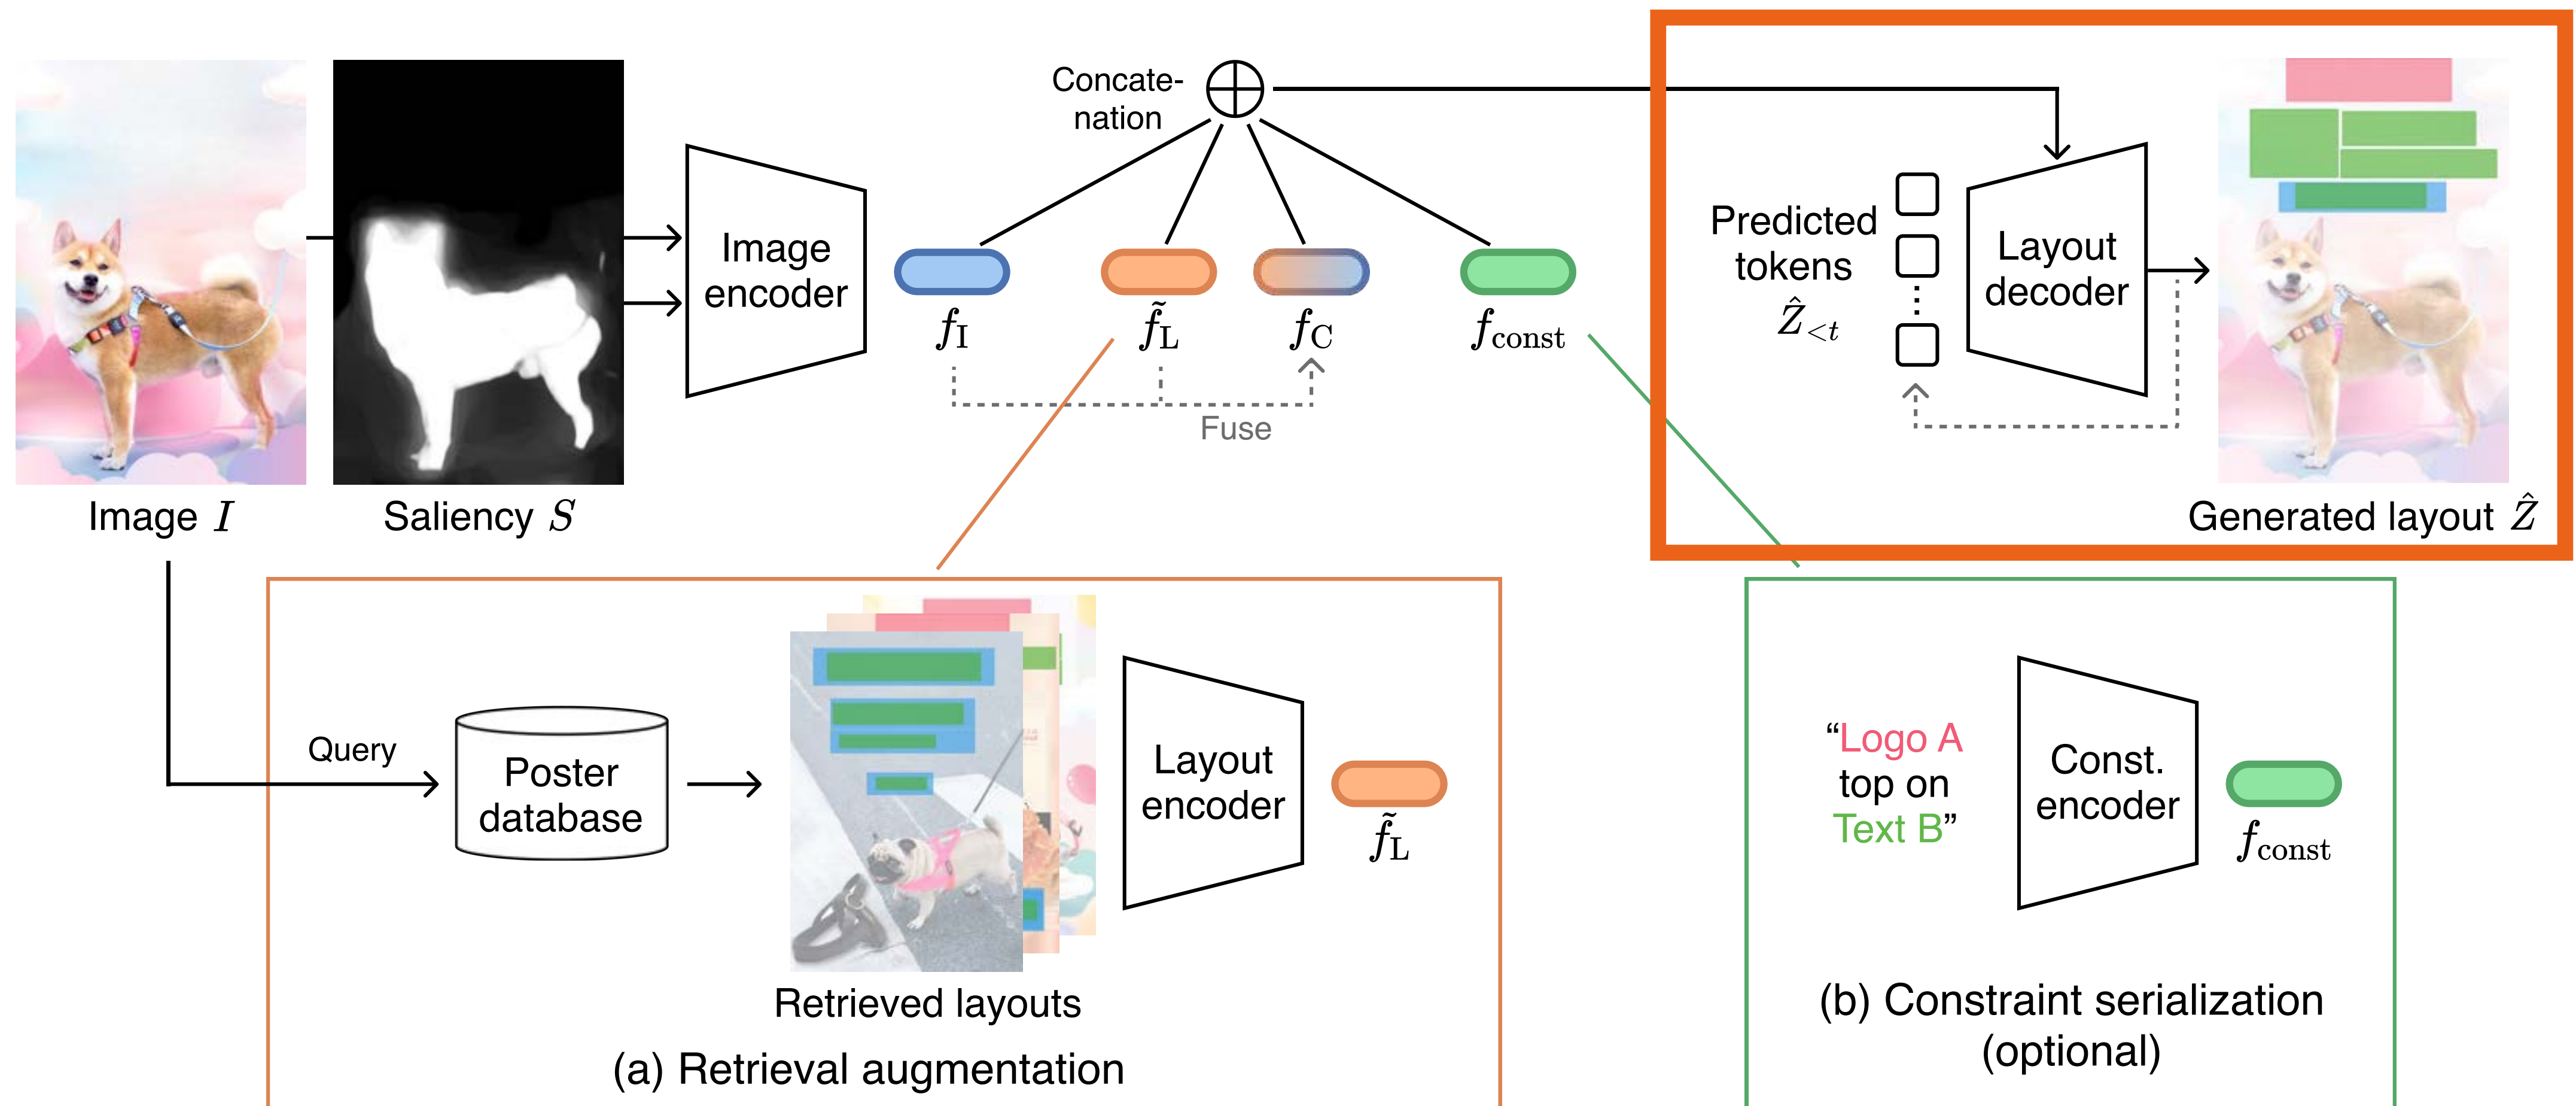 Concate-
nation
Image
encoder
f_I
f̃_L
f_C
f_const
Fuse
Predicted
tokens
Ẑ_{<t}
Layout
decoder
Image I
Saliency S
Generated layout Ẑ
Query
Poster
database
Retrieved layouts
Layout
encoder
f̃_L
(a) Retrieval augmentation
“Logo A
top on
Text B”
Const.
encoder
f_const
(b) Constraint serialization
(optional)